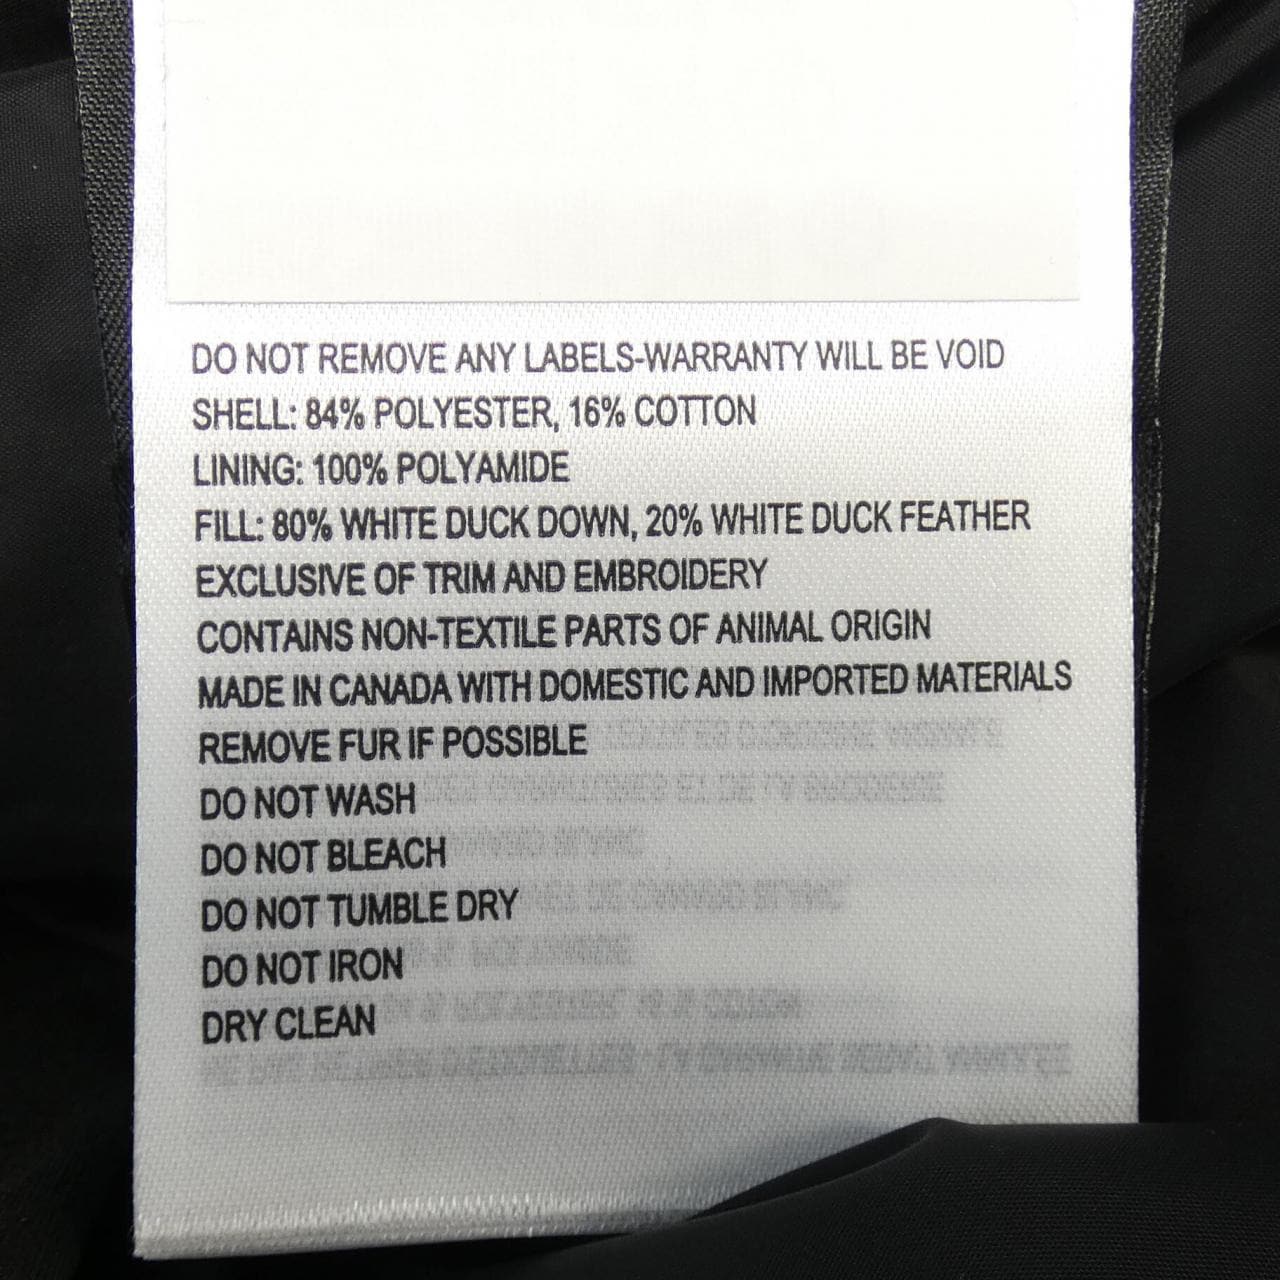 DO NOT REMOVE ANY LABELS-WARRANTY WILL BE VOID
SHELL: 84% POLYESTER, 16% COTTON
LINING: 100% POLYAMIDE
FILL: 80% WHITE DUCK DOWN, 20% WHITE DUCK FEATHER
EXCLUSIVE OF TRIM AND EMBROIDERY
CONTAINS NON-TEXTILE PARTS OF ANIMAL ORIGIN
MADE IN CANADA WITH DOMESTIC AND IMPORTED MATERIALS
REMOVE FUR IF POSSIBLE
DO NOT WASH
DO NOT BLEACH
DO NOT TUMBLE DRY
DO NOT IRON
DRY CLEAN